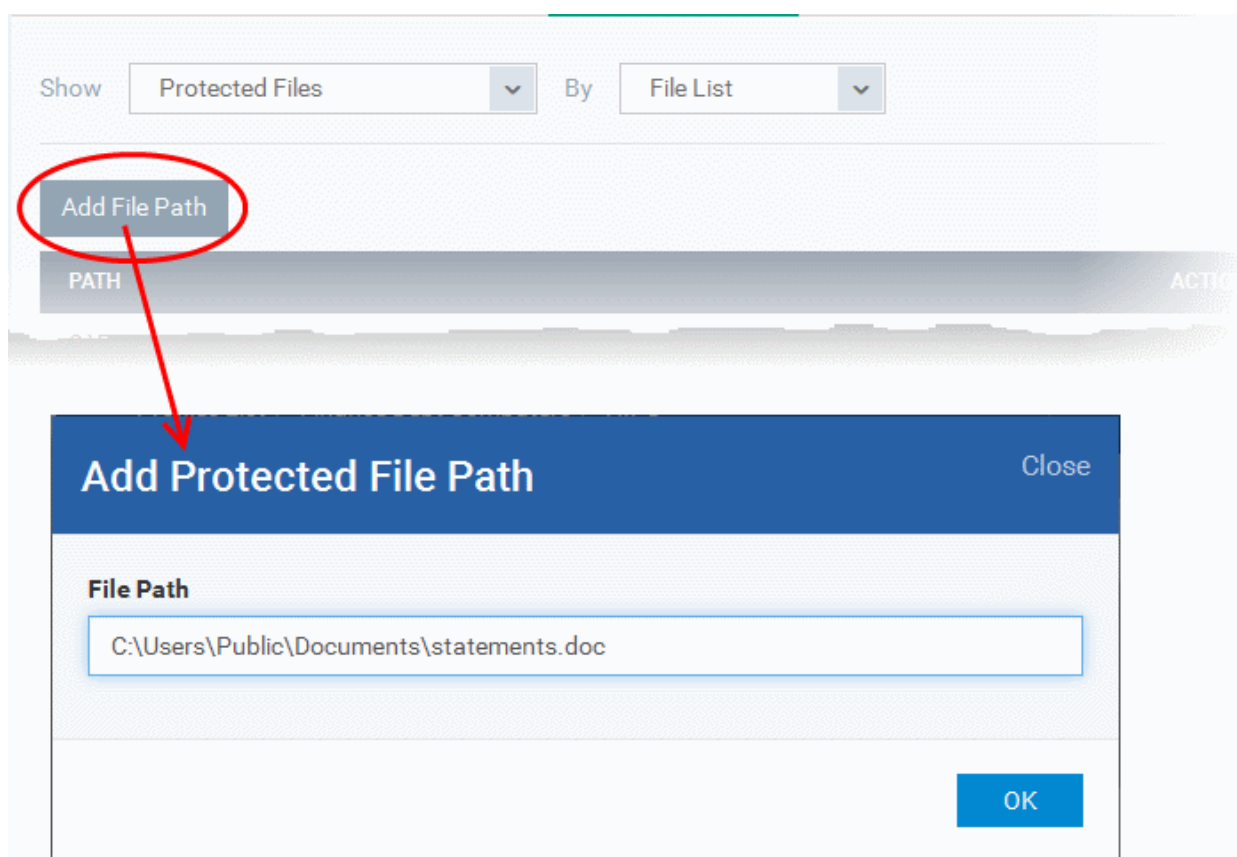 Show Protected Files By File List
Add File Path
PATH ACTIO
Add Protected File Path Close
File Path
C:\Users\Public\Documents\statements.doc
OK